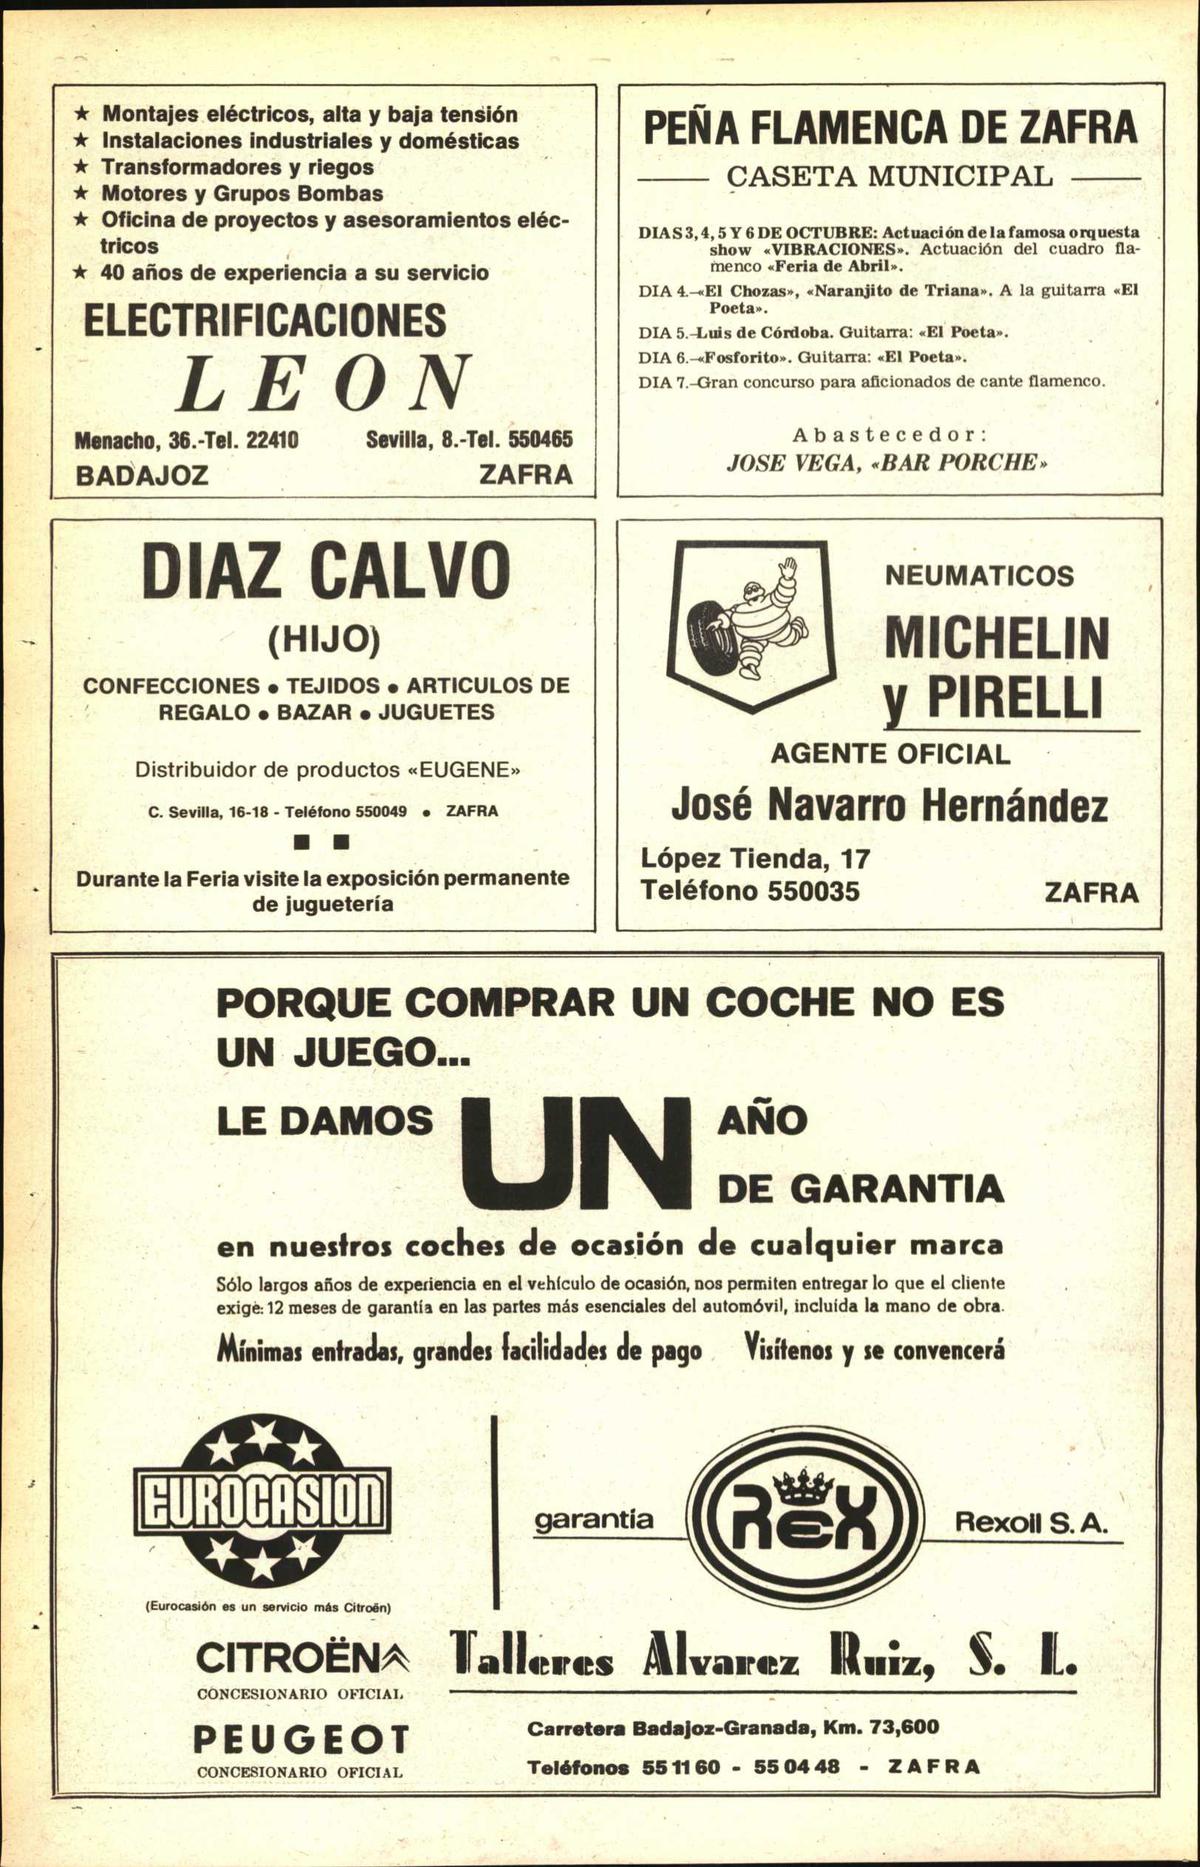 ★ Montajes eléctricos, alta y baja tensión
★ Instalaciones industriales y domésticas
★ Transformadores y riegos
★ Motores y Grupos Bombas
★ Oficina de proyectos y asesoramientos eléc-
tricos
★ 40 años de experiencia a su servicio
ELECTRIFICACIONES
LEON
Menacho, 36.-Tel. 22410 Sevilla, 8.-Tel. 550465
BADAJOZ ZAFRA
PEÑA FLAMENCA DE ZAFRA
CASETA MUNICIPAL
DIAS 3, 4, 5 Y 6 DE OCTUBRE: Actuación de la famosa orquesta
show «VIBRACIONES». Actuación del cuadro fla-
menco «Feria de Abril».
DIA 4.-«El Chozas», «Naranjito de Triana». A la guitarra «El
Poeta».
DIA 5.-Luis de Córdoba. Guitarra: «El Poeta».
DIA 6.-«Fosforito». Guitarra: «El Poeta».
DIA 7.-Gran concurso para aficionados de cante flamenco.
Abastecedor:
JOSE VEGA, «BAR PORCHE»
DIAZ CALVO
(HIJO)
CONFECCIONES ● TEJIDOS ● ARTICULOS DE
REGALO ● BAZAR ● JUGUETES
Distribuidor de productos «EUGENE»
C. Sevilla, 16-18 - Teléfono 550049 ● ZAFRA
■ ■
Durante la Feria visite la exposición permanente
de juguetería
NEUMATICOS
MICHELIN
y PIRELLI
AGENTE OFICIAL
José Navarro Hernández
López Tienda, 17
Teléfono 550035 ZAFRA
PORQUE COMPRAR UN COCHE NO ES
UN JUEGO...
LE DAMOS UN AÑO
DE GARANTIA
en nuestros coches de ocasión de cualquier marca
Sólo largos años de experiencia en el vehículo de ocasión, nos permiten entregar lo que el cliente
exige: 12 meses de garantía en las partes más esenciales del automóvil, incluída la mano de obra.
Mínimas entradas, grandes facilidades de pago Visítenos y se convencerá
EUROCASION
garantia REX Rexoil S.A.
(Eurocasión es un servicio más Citroën)
CITROËN
CONCESIONARIO OFICIAL
PEUGEOT
CONCESIONARIO OFICIAL
Talleres Alvarez Ruiz, S. L.
Carretera Badajoz-Granada, Km. 73,600
Teléfonos 55 11 60 - 55 04 48 - ZAFRA